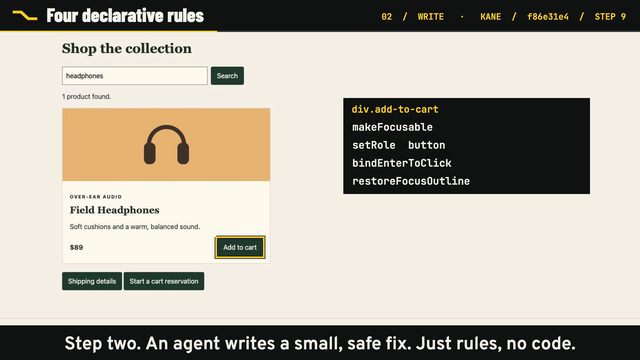 Four declarative rules
02 / WRITE · KANE / f86e31e4 / STEP 9
Shop the collection
headphones
Search
1 product found.
OVER-EAR AUDIO
Field Headphones
Soft cushions and a warm, balanced sound.
$89
Add to cart
Shipping details
Start a cart reservation
div.add-to-cart
makeFocusable
setRole button
bindEnterToClick
restoreFocusOutline
Step two. An agent writes a small, safe fix. Just rules, no code.